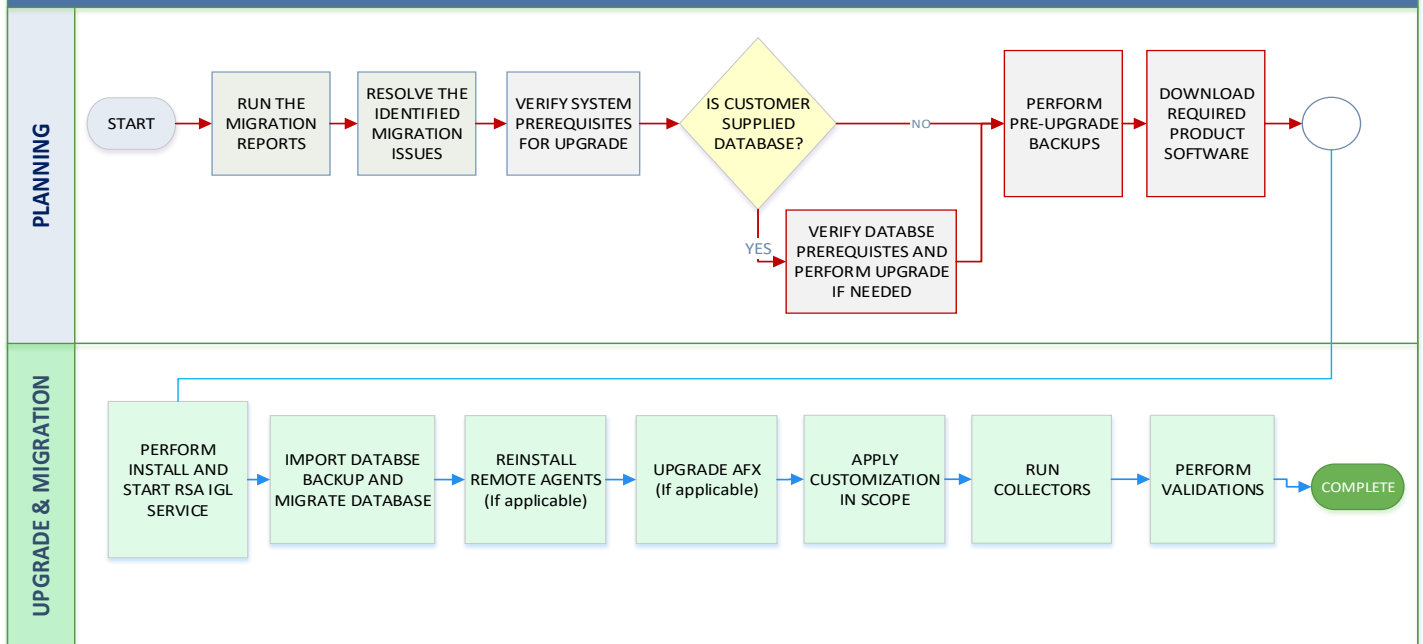 PLANNING
START
RUN THE
MIGRATION
REPORTS
RESOLVE THE
IDENTIFIED
MIGRATION
ISSUES
VERIFY SYSTEM
PREREQUISITES
FOR UPGRADE
IS CUSTOMER
SUPPLIED
DATABASE?
NO
YES
VERIFY DATABSE
PREREQUISTES AND
PERFORM UPGRADE
IF NEEDED
PERFORM
PRE-UPGRADE
BACKUPS
DOWNLOAD
REQUIRED
PRODUCT
SOFTWARE
UPGRADE & MIGRATION
PERFORM
INSTALL AND
START RSA IGL
SERVICE
IMPORT DATABSE
BACKUP AND
MIGRATE DATABASE
REINSTALL
REMOTE AGENTS
(If applicable)
UPGRADE AFX
(If applicable)
APPLY
CUSTOMIZATION
IN SCOPE
RUN
COLLECTORS
PERFORM
VALIDATIONS
COMPLETE